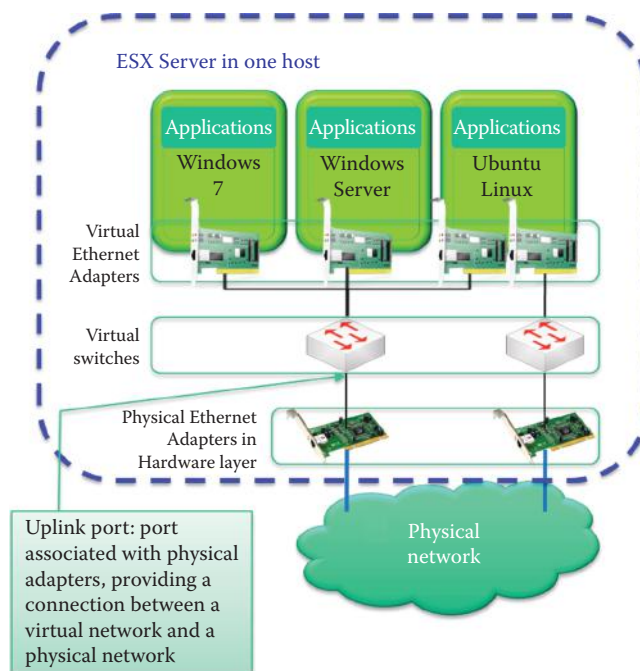 ESX Server in one host
Applications
Windows
7
Applications
Windows
Server
Applications
Ubuntu
Linux
Virtual
Ethernet
Adapters
Virtual
switches
Physical Ethernet
Adapters in
Hardware layer
Uplink port: port
associated with physical
adapters, providing a
connection between a
virtual network and a
physical network
Physical
network